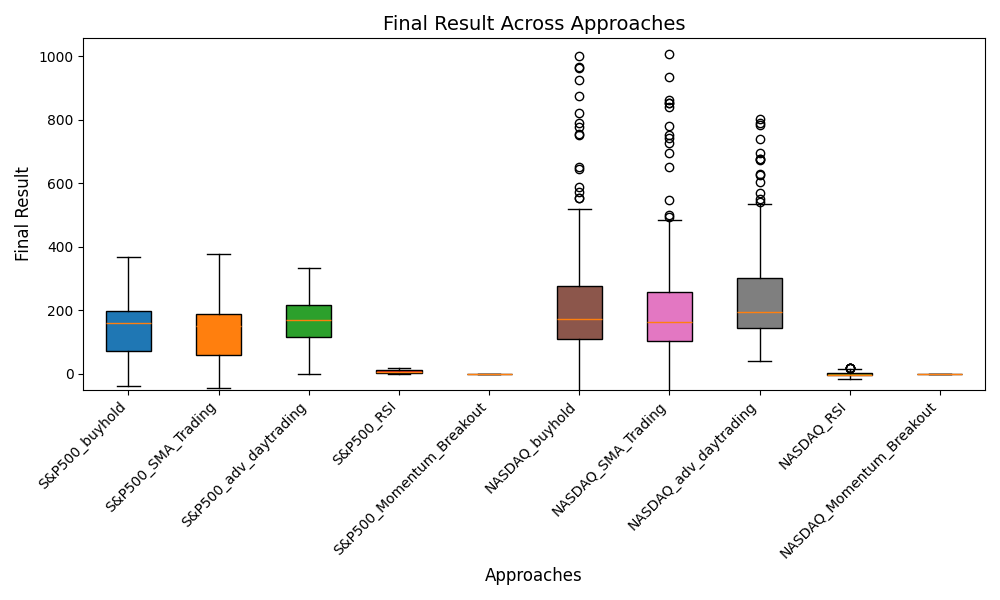 Final Result Across Approaches
Final Result
1000
800
600
400
200
0
S&P500_buyhold
S&P500_SMA_Trading
S&P500_adv_daytrading
S&P500_RSI
S&P500_Momentum_Breakout
NASDAQ_buyhold
NASDAQ_SMA_Trading
NASDAQ_adv_daytrading
NASDAQ_RSI
NASDAQ_Momentum_Breakout
Approaches